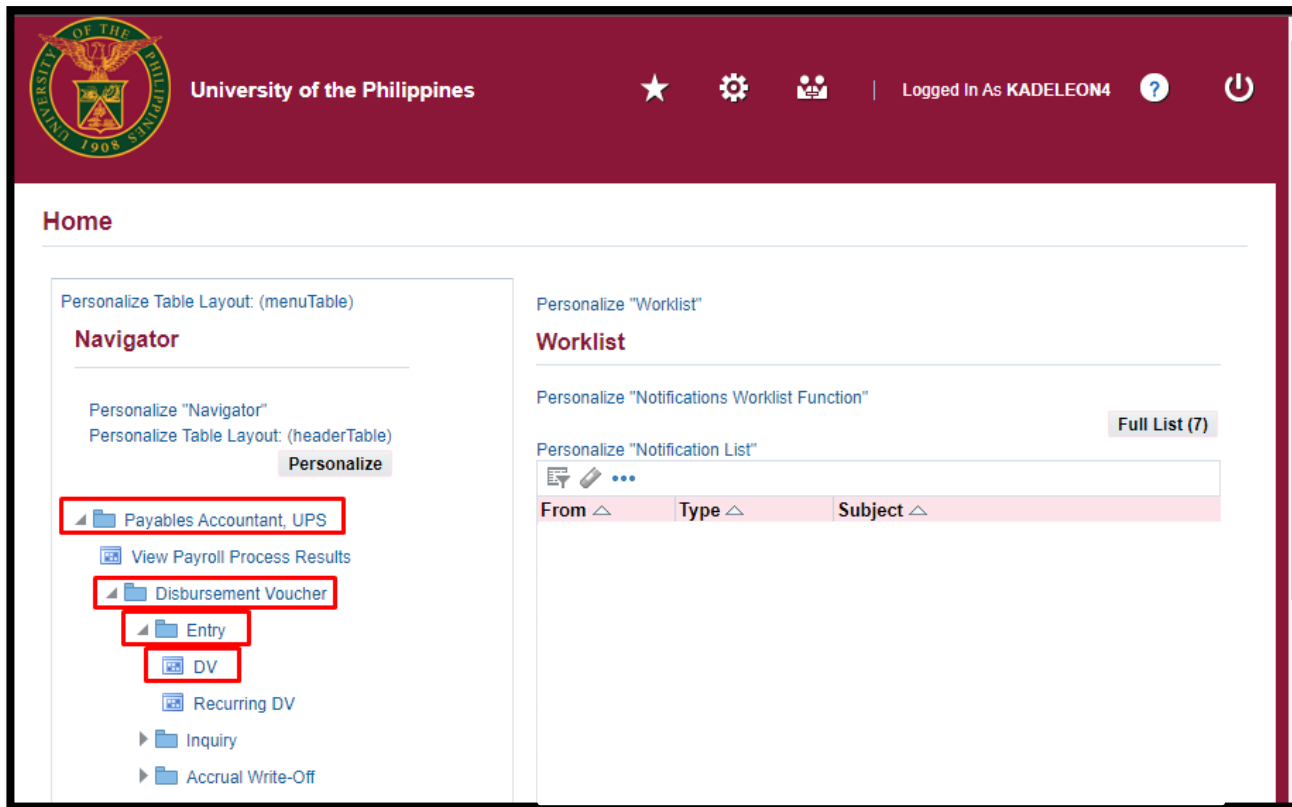 UNIVERSITY OF THE PHILIPPINES
1908
University of the Philippines
Logged In As KADELEON4
?
Home
Personalize Table Layout: (menuTable)
Navigator
Personalize "Navigator"
Personalize Table Layout: (headerTable)
Personalize
Payables Accountant, UPS
View Payroll Process Results
Disbursement Voucher
Entry
DV
Recurring DV
Inquiry
Accrual Write-Off
Personalize "Worklist"
Worklist
Personalize "Notifications Worklist Function"
Full List (7)
Personalize "Notification List"
From Type Subject